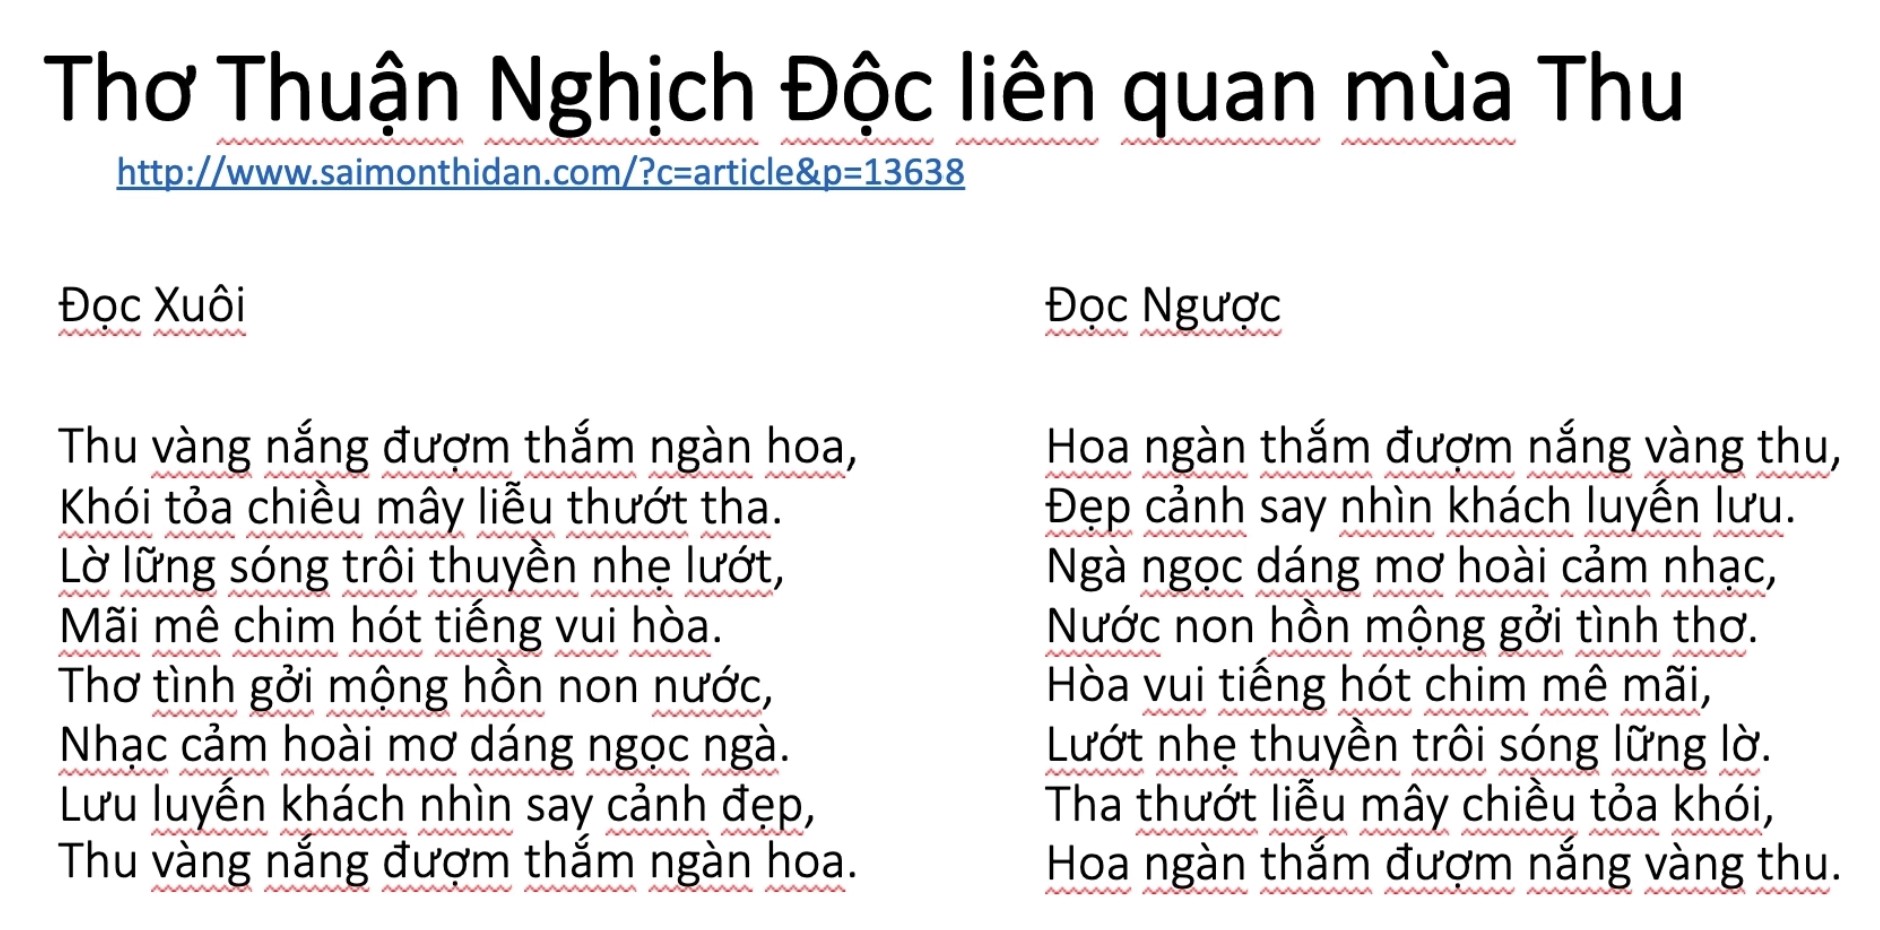 Thơ Thuận Nghịch Độc liên quan mùa Thu
http://www.saimonthidan.com/?c=article&p=13638
Đọc Xuôi
Thu vàng nắng đượm thắm ngàn hoa,
Khói tỏa chiều mây liễu thướt tha.
Lờ lững sóng trôi thuyền nhẹ lướt,
Mãi mê chim hót tiếng vui hòa.
Thơ tình gởi mộng hồn non nước,
Nhạc cảm hoài mơ dáng ngọc ngà.
Lưu luyến khách nhìn say cảnh đẹp,
Thu vàng nắng đượm thắm ngàn hoa.
Đọc Ngược
Hoa ngàn thắm đượm nắng vàng thu,
Đẹp cảnh say nhìn khách luyến lưu.
Ngà ngọc dáng mơ hoài cảm nhạc,
Nước non hồn mộng gởi tình thơ.
Hòa vui tiếng hót chim mê mãi,
Lướt nhẹ thuyền trôi sóng lững lờ.
Tha thướt liễu mây chiều tỏa khói,
Hoa ngàn thắm đượm nắng vàng thu.